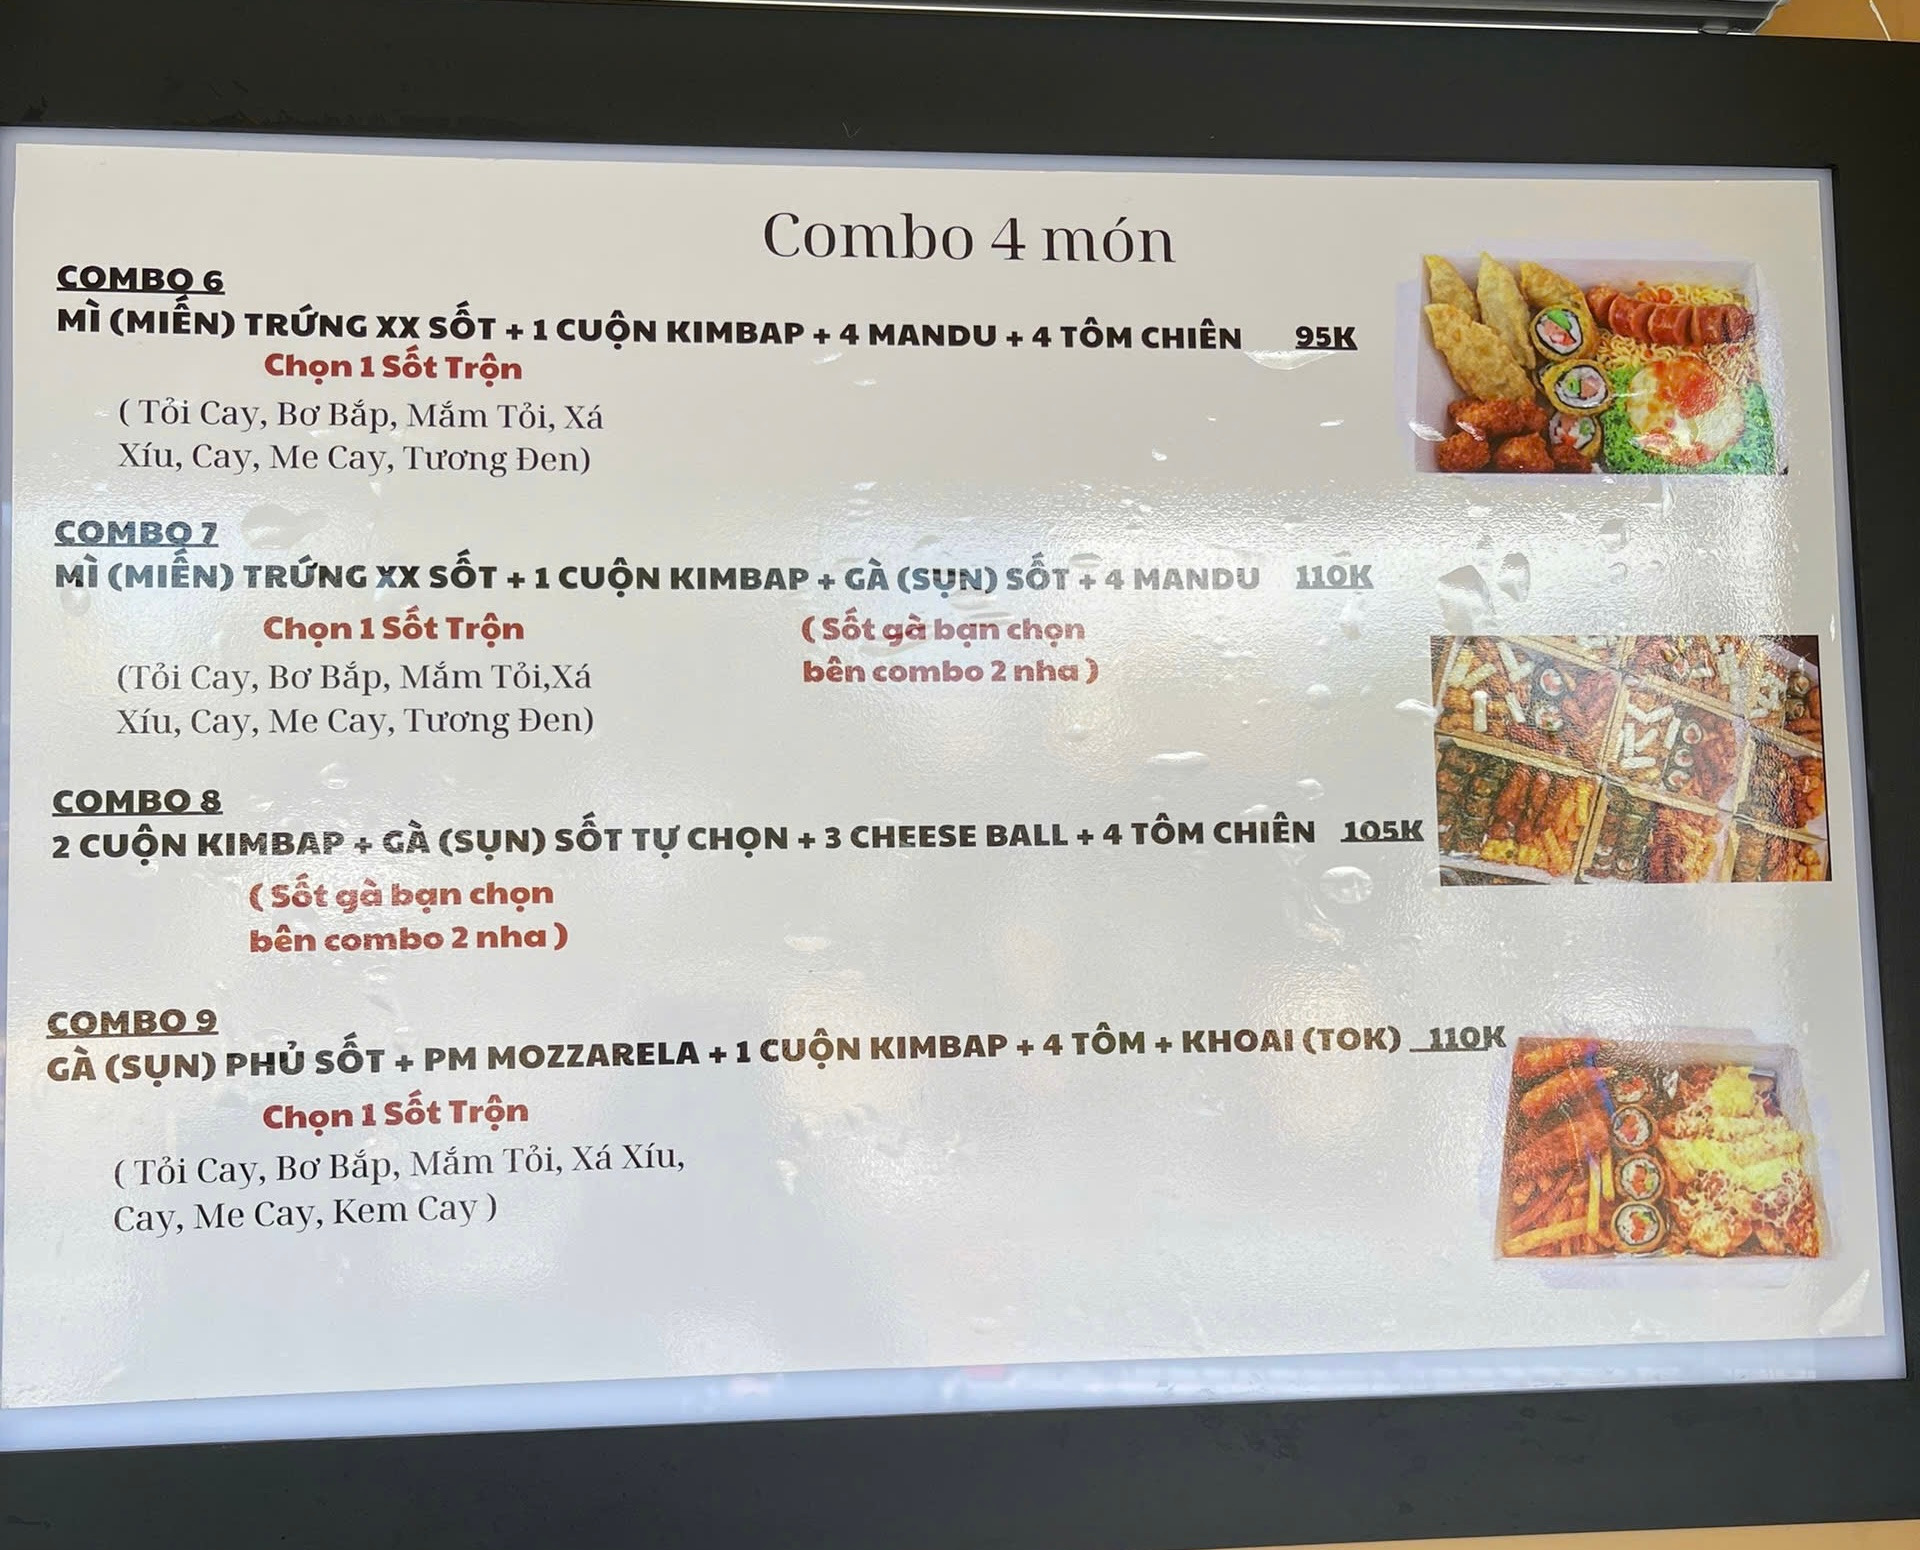 Combo 4 món
COMBO 6
MÌ (MIẾN) TRỨNG XX SỐT + 1 CUỘN KIMBAP + 4 MANDU + 4 TÔM CHIÊN 95K
Chọn 1 Sốt Trộn
( Tỏi Cay, Bơ Bắp, Mắm Tỏi, Xá
Xíu, Cay, Me Cay, Tương Đen)
COMBO 7
MÌ (MIẾN) TRỨNG XX SỐT + 1 CUỘN KIMBAP + GÀ (SỤN) SỐT + 4 MANDU 110K
Chọn 1 Sốt Trộn
(Tỏi Cay, Bơ Bắp, Mắm Tỏi,Xá
Xíu, Cay, Me Cay, Tương Đen)
( Sốt gà bạn chọn
bên combo 2 nha )
COMBO 8
2 CUỘN KIMBAP + GÀ (SỤN) SỐT TỰ CHỌN + 3 CHEESE BALL + 4 TÔM CHIÊN 105K
( Sốt gà bạn chọn
bên combo 2 nha )
COMBO 9
GÀ (SỤN) PHỦ SỐT + PM MOZZARELA + 1 CUỘN KIMBAP + 4 TÔM + KHOAI (TOK) 110K
Chọn 1 Sốt Trộn
( Tỏi Cay, Bơ Bắp, Mắm Tỏi, Xá Xíu,
Cay, Me Cay, Kem Cay )